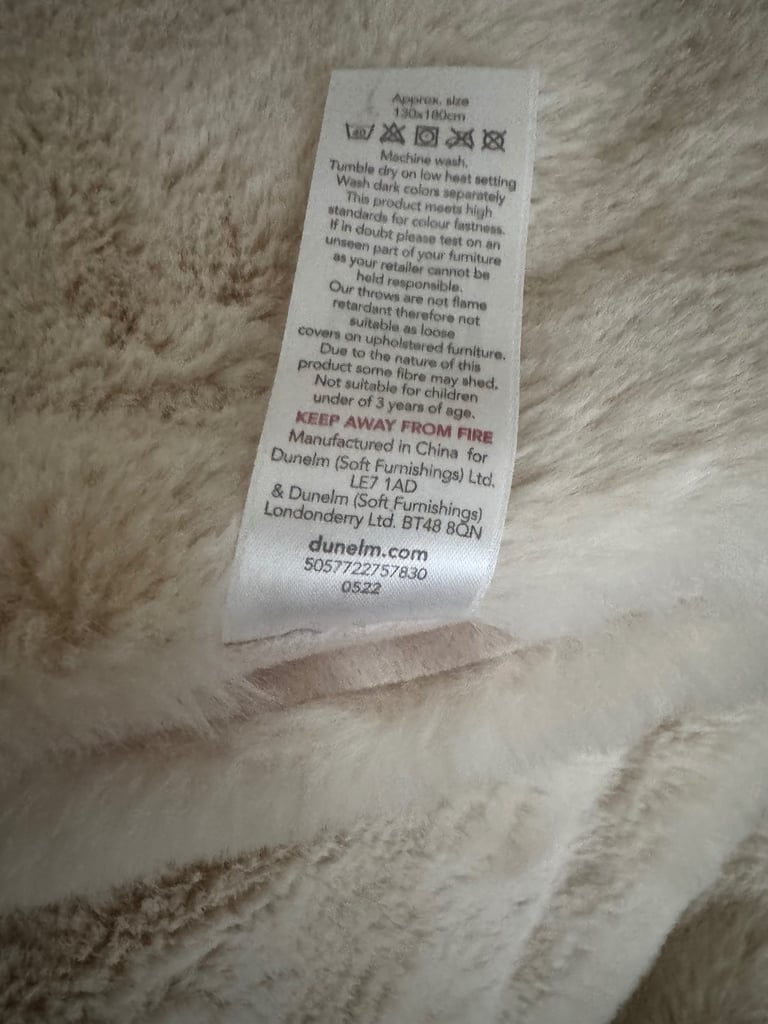 Approx. size
130x180cm
40
Machine wash.
Tumble dry on low heat setting
Wash dark colors separately
This product meets high
standards for colour fastness.
If in doubt please test on an
unseen part of your furniture
as your retailer cannot be
held responsible.
Our throws are not flame
retardant therefore not
suitable as loose
covers on upholstered furniture.
Due to the nature of this
product some fibre may shed.
Not suitable for children
under of 3 years of age.
KEEP AWAY FROM FIRE
Manufactured in China for
Dunelm (Soft Furnishings) Ltd.
LE7 1AD
& Dunelm (Soft Furnishings)
Londonderry Ltd. BT48 8QN
dunelm.com
5057722757830
0522